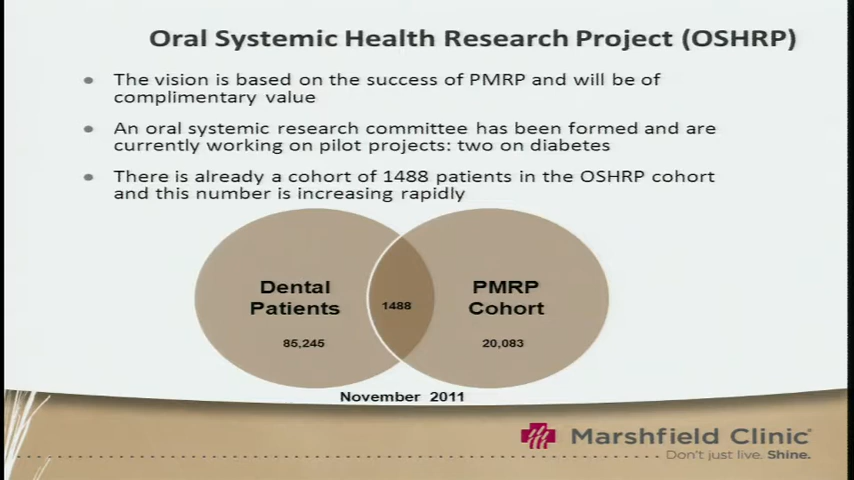 Oral Systemic Health Research Project (OSHRP)
The vision is based on the success of PMRP and will be of
complimentary value
An oral systemic research committee has been formed and are
currently working on pilot projects: two on diabetes
There is already a cohort of 1488 patients in the OSHRP cohort
and this number is increasing rapidly
Dental
Patients
85,245
1488
PMRP
Cohort
20,083
November 2011
Marshfield Clinic®
Don't just live. Shine.